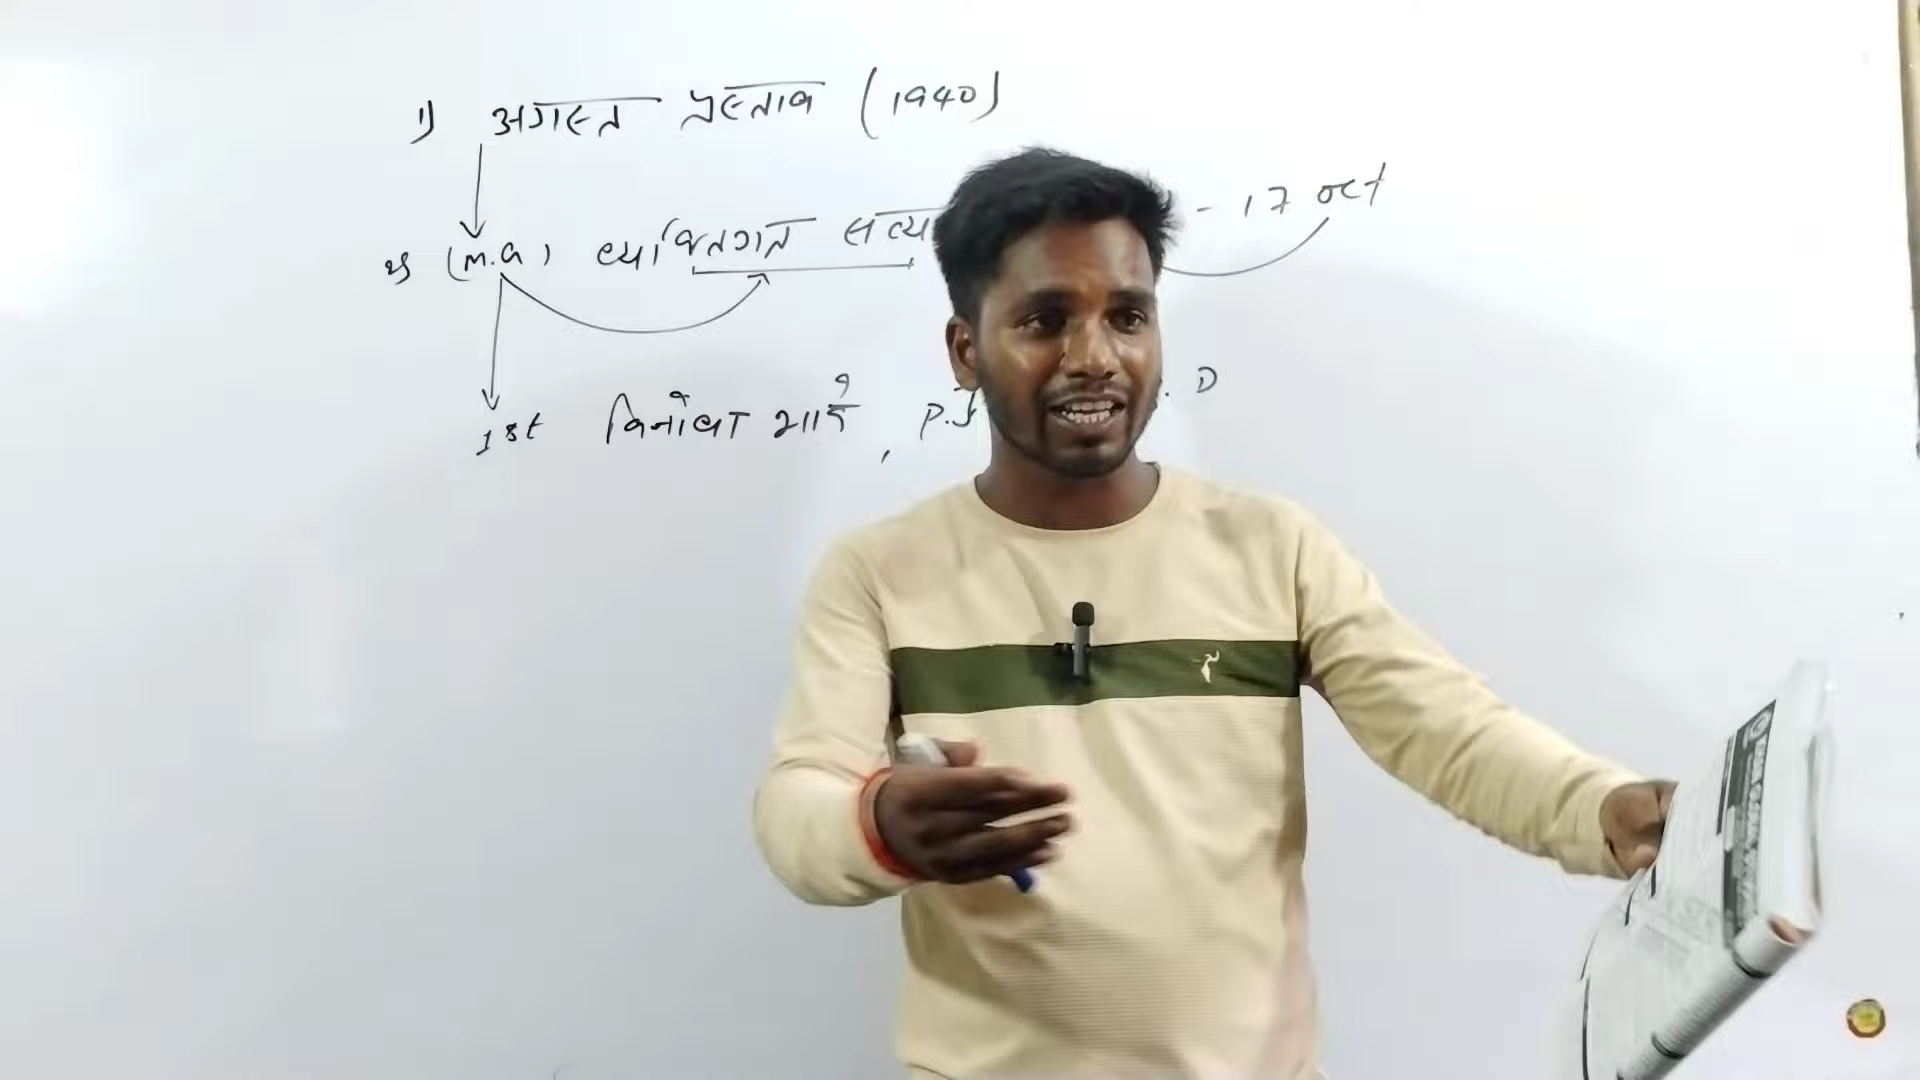 1) अगस्त प्रस्ताव (1940)
2) (M.G) व्यक्तिगत सत्या - 17 oct
1st विनोबा भावे, P.J . D